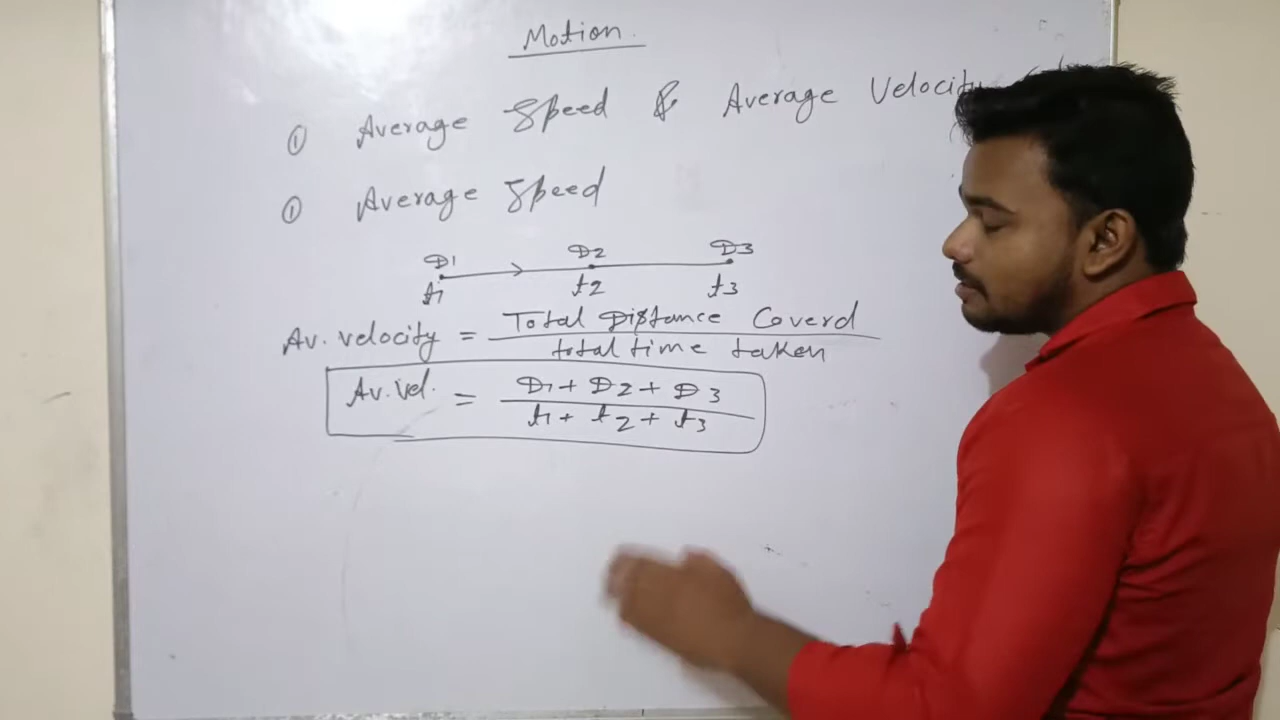 Motion.
① Average Speed & Average Velocity
① Average Speed
D1 D2 D3
t1 t2 t3
Av. velocity = Total Distance Coverd / total time taken
Av. Vel. = D1 + D2 + D3 / t1 + t2 + t3